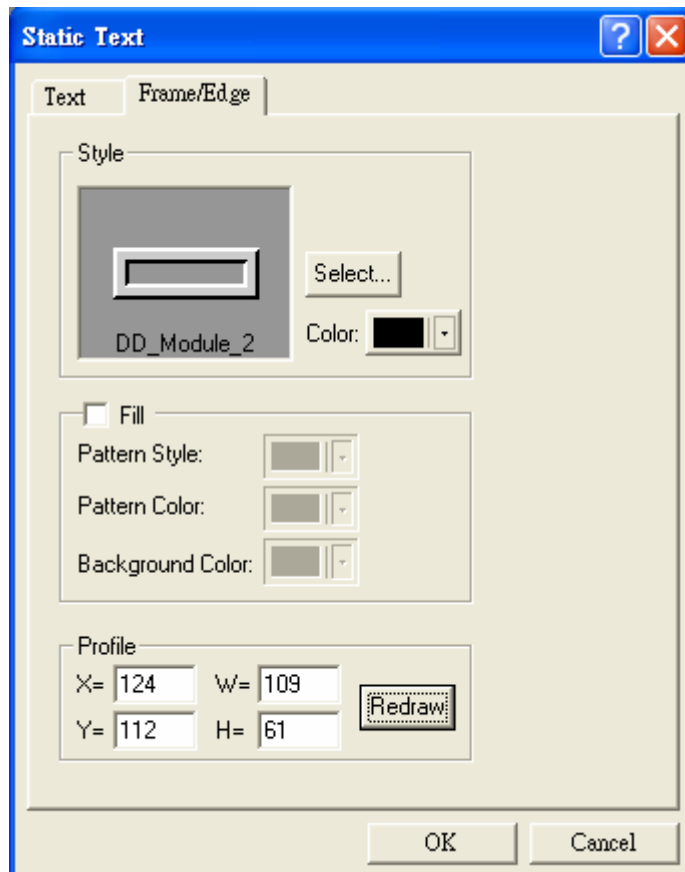 Static Text
Text Frame/Edge
Style
Select...
DD_Module_2
Color:
Fill
Pattern Style:
Pattern Color:
Background Color:
Profile
X= 124 W= 109
Redraw
Y= 112 H= 61
OK Cancel